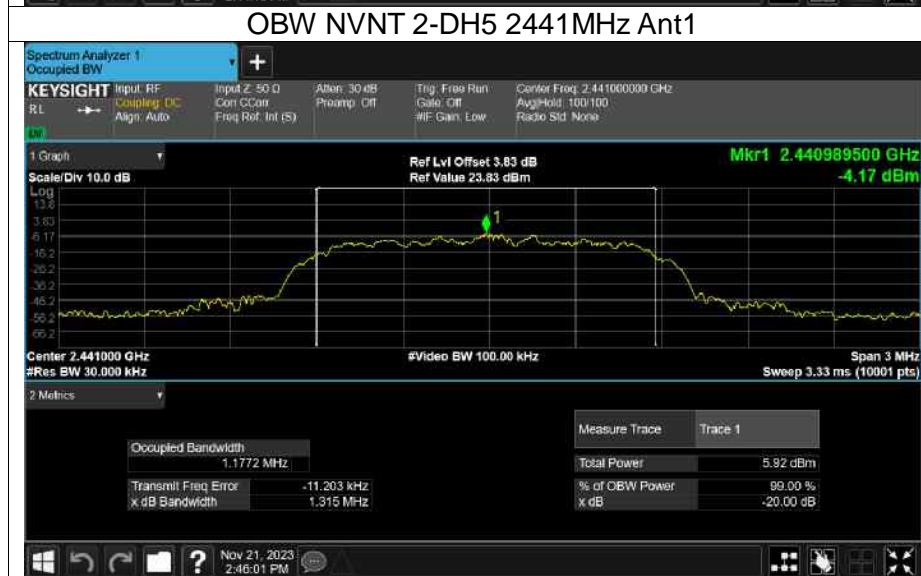 OBW NVNT 2-DH5 2441MHz Ant1
Spectrum Analyzer 1
Occupied BW
+
KEYSIGHT
RL
Input: RF
Coupling: DC
Align: Auto
Input Z: 50 Ω
Corr CCorr
Freq Ref: Int (S)
Atten: 30 dB
Preamp: Off
Trig: Free Run
Gate: Off
#IF Gain: Low
Center Freq: 2.441000000 GHz
Avg|Hold: 100/100
Radio Std: None
1 Graph
Scale/Div 10.0 dB
Ref Lvl Offset 3.83 dB
Ref Value 23.83 dBm
Mkr1 2.440989500 GHz
-4.17 dBm
Log
13.8
3.83
-6.17
-16.2
-26.2
-36.2
-46.2
-56.2
-66.2
1
Center 2.441000 GHz
#Res BW 30.000 kHz
#Video BW 100.00 kHz
Span 3 MHz
Sweep 3.33 ms (10001 pts)
2 Metrics
Measure Trace Trace 1
Occupied Bandwidth
1.1772 MHz
Total Power 5.92 dBm
Transmit Freq Error -11.203 kHz
% of OBW Power 99.00 %
x dB Bandwidth 1.315 MHz
x dB -20.00 dB
?
Nov 21, 2023
2:46:01 PM